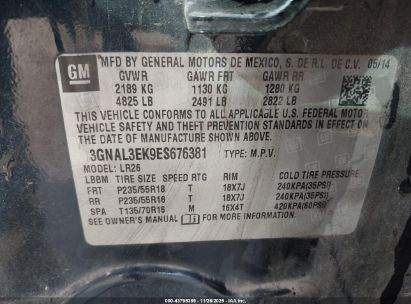 GM
MFD BY GENERAL MOTORS DE MEXICO, S. DE R.L. DE C.V. 05/14
GVWR GAWR FRT GAWR RR
2189 KG 1130 KG 1280 KG
4825 LB 2491 LB 2822 LB
THIS VEHICLE CONFORMS TO ALL APPLICABLE U.S. FEDERAL MOTOR
VEHICLE SAFETY STANDARDS IN EFFECT ON THE
DATE OF MANUFACTURE SHOWN ABOVE.
3GNAL3EK9ES676381 TYPE: M.P.V.
MODEL: LR26
LBBM TIRE SIZE SPEED RTG RIM COLD TIRE PRESSURE
FRT P235/55R18 T 18X7J 240KPA(35PSI)
RR P235/55R18 T 18X7J 240KPA(35PSI)
SPA T135/70R16 M 16X4T 420KPA(60PSI)
SEE OWNER'S MANUAL FOR MORE INFORMATION.